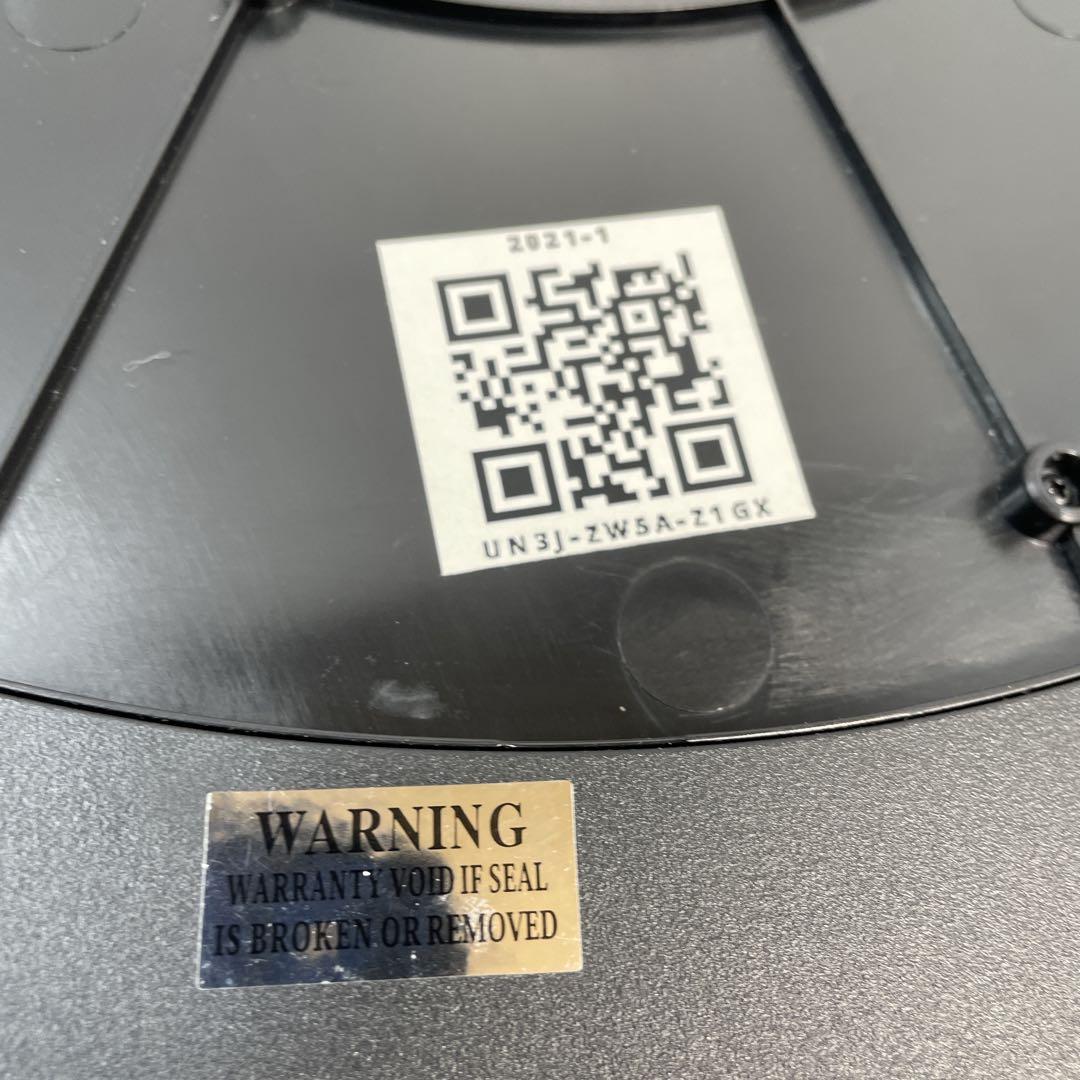 2021-1
UN3J-ZW5A-Z1GX
WARNING
WARRANTY VOID IF SEAL
IS BROKEN OR REMOVED